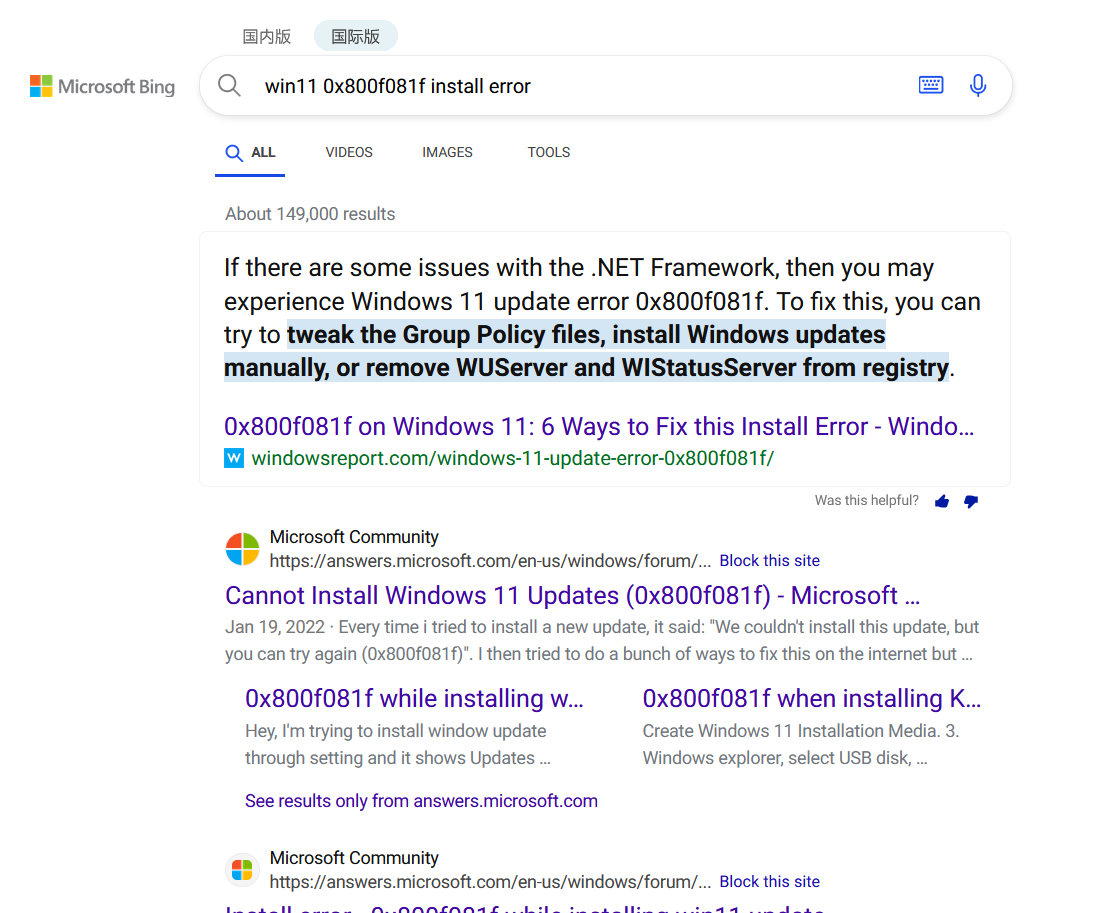 国内版 国际版
Microsoft Bing
win11 0x800f081f install error
ALL VIDEOS IMAGES TOOLS
About 149,000 results
If there are some issues with the .NET Framework, then you may
experience Windows 11 update error 0x800f081f. To fix this, you can
try to tweak the Group Policy files, install Windows updates
manually, or remove WUServer and WIStatusServer from registry.
0x800f081f on Windows 11: 6 Ways to Fix this Install Error - Windo...
W windowsreport.com/windows-11-update-error-0x800f081f/
Was this helpful?
Microsoft Community
https://answers.microsoft.com/en-us/windows/forum/... Block this site
Cannot Install Windows 11 Updates (0x800f081f) - Microsoft ...
Jan 19, 2022 · Every time i tried to install a new update, it said: "We couldn't install this update, but
you can try again (0x800f081f)". I then tried to do a bunch of ways to fix this on the internet but ...
0x800f081f while installing w...
Hey, I'm trying to install window update
through setting and it shows Updates ...
0x800f081f when installing K...
Create Windows 11 Installation Media. 3.
Windows explorer, select USB disk, ...
See results only from answers.microsoft.com
Microsoft Community
https://answers.microsoft.com/en-us/windows/forum/... Block this site
Install error - 0x800f081f while installing win11 update